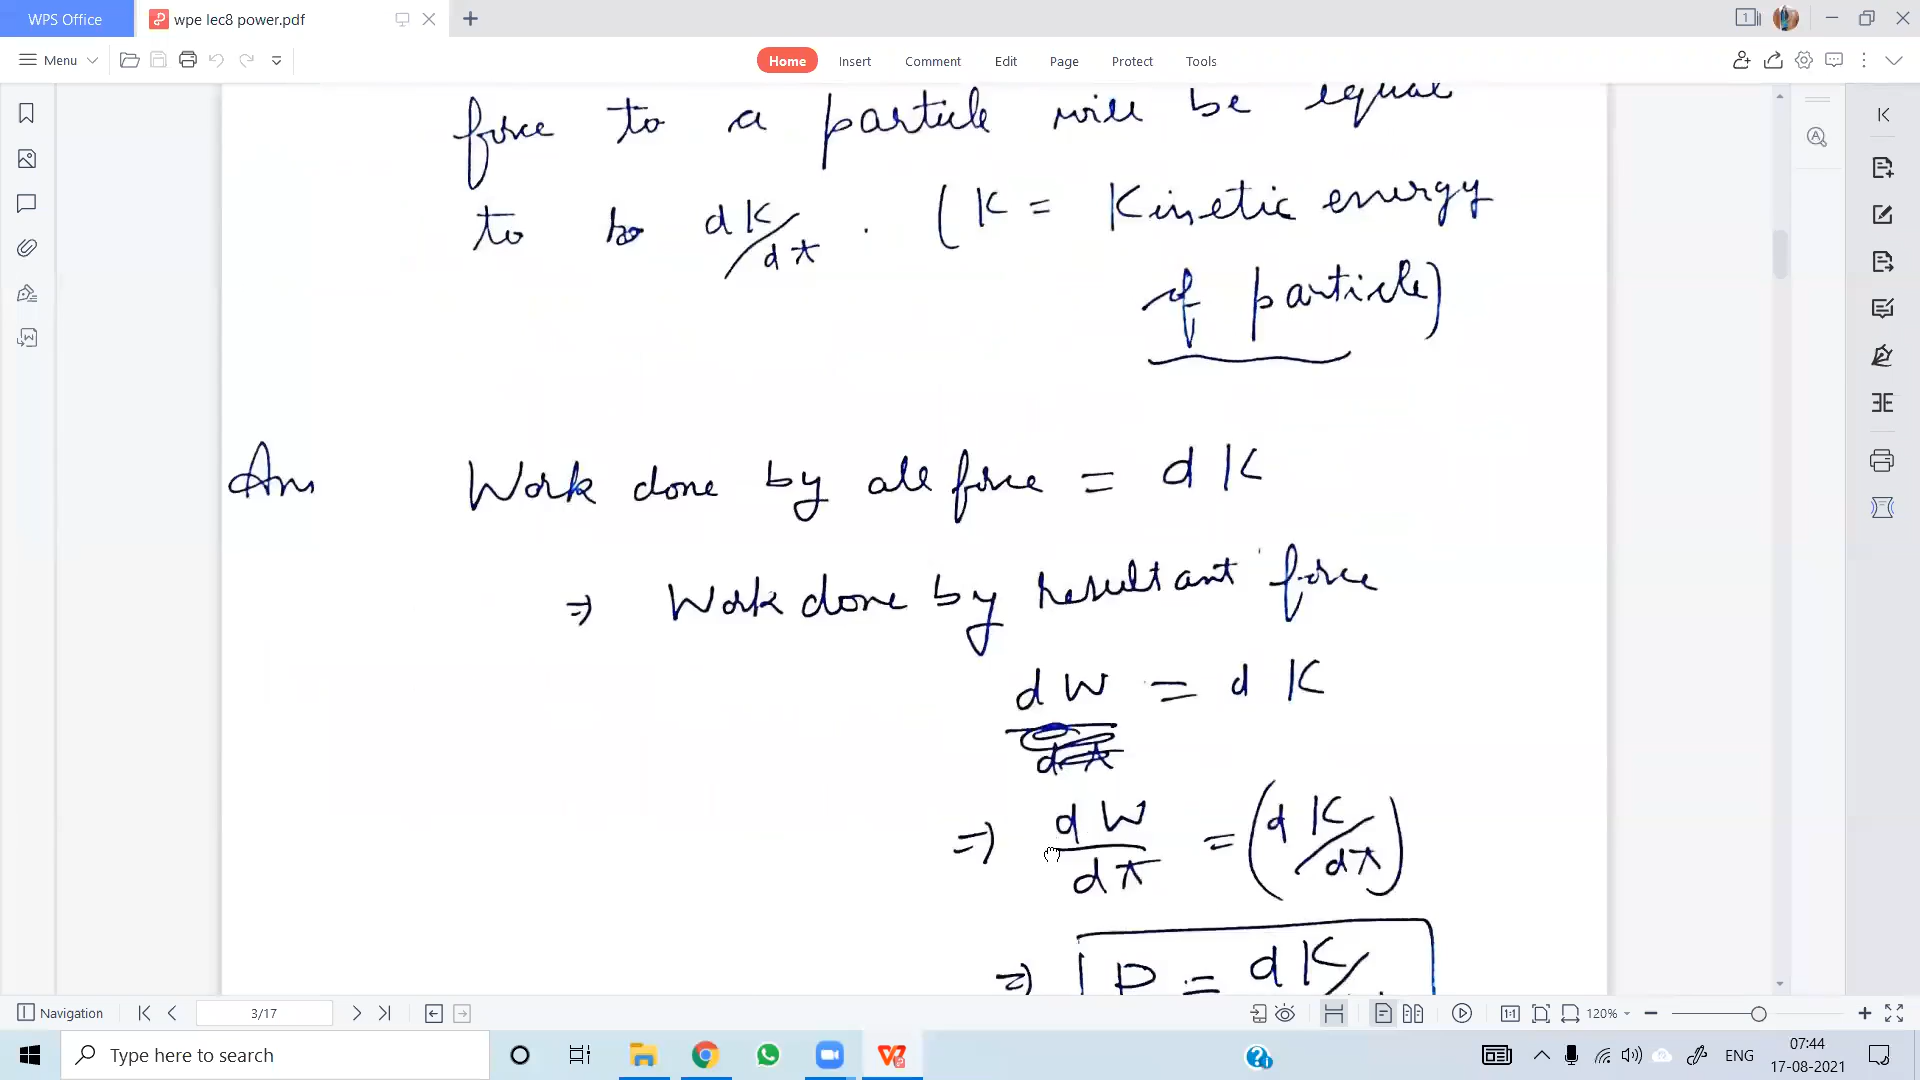 WPS Office
wpe lec8 power.pdf
Menu
Home Insert Comment Edit Page Protect Tools
force to a particle will be equal
to be dK/dt . (K = Kinetic energy
of particle)
Ans Work done by all force = dK
⇒ Work done by resultant force
dW = dK
⇒ dW/dt = (dK/dt)
⇒ P = dK/
Navigation 3/17 1:1 120%
Type here to search
ENG
07:44
17-08-2021